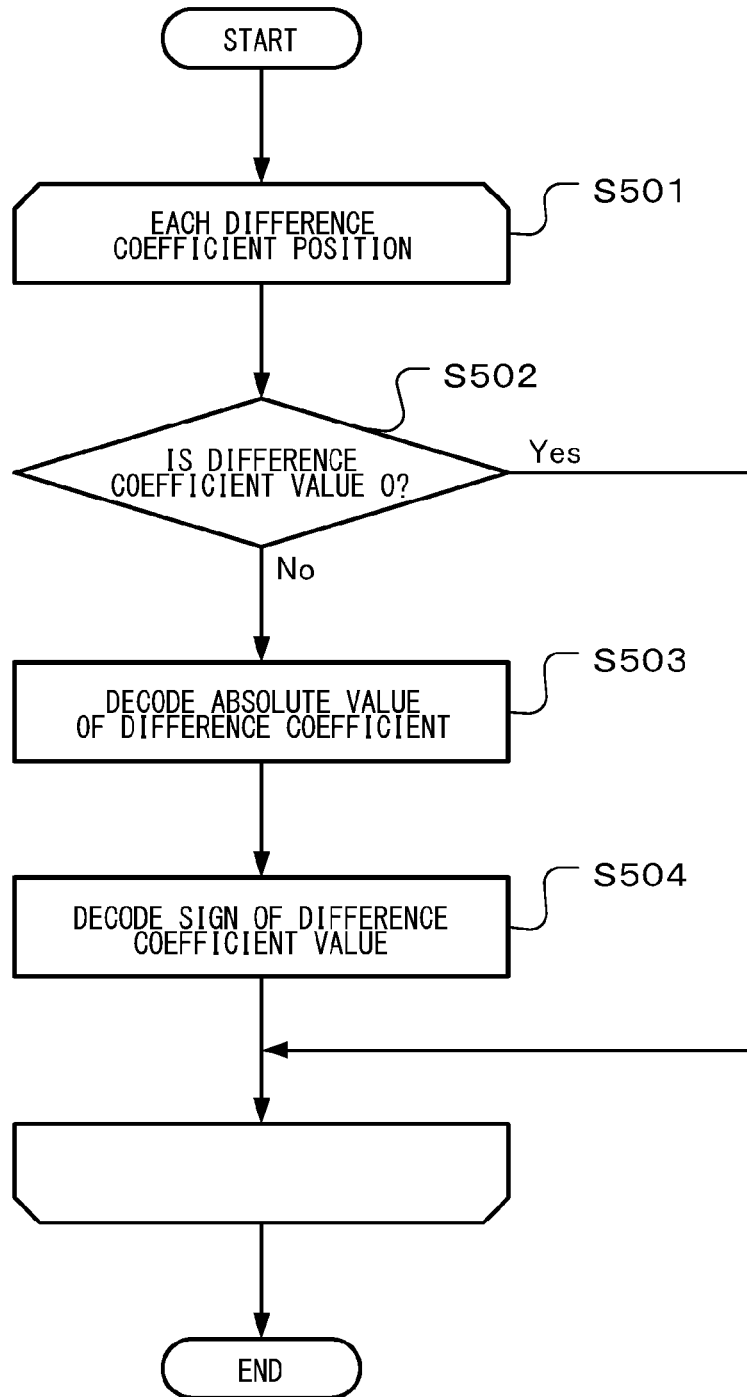 START
EACH DIFFERENCE
COEFFICIENT POSITION
S501
S502
IS DIFFERENCE
COEFFICIENT VALUE 0?
Yes
No
DECODE ABSOLUTE VALUE
OF DIFFERENCE COEFFICIENT
S503
DECODE SIGN OF DIFFERENCE
COEFFICIENT VALUE
S504
END